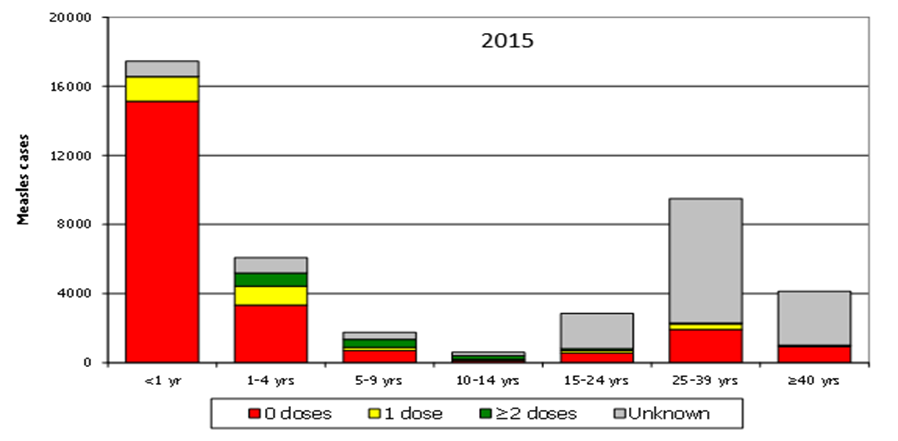 2015
20000
16000
12000
8000
4000
0
Measles cases
<1 yr 1-4 yrs 5-9 yrs 10-14 yrs 15-24 yrs 25-39 yrs ≥40 yrs
0 doses 1 dose ≥2 doses Unknown